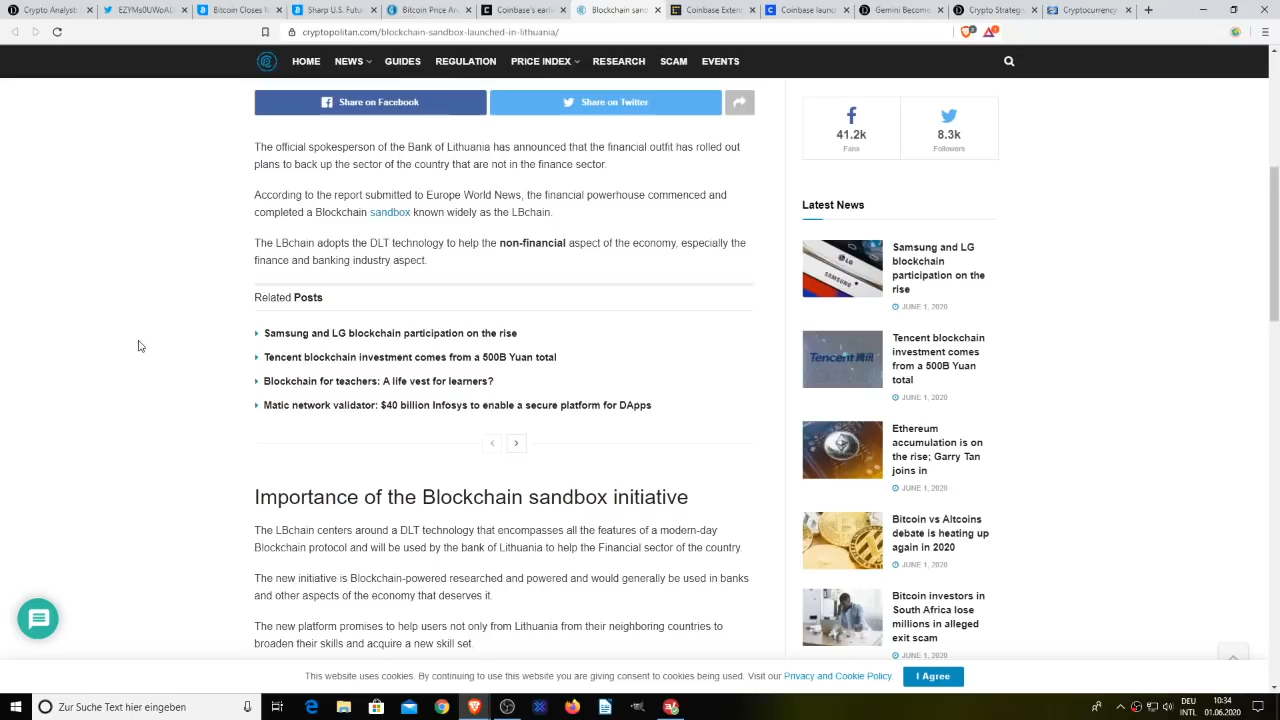 Crypto Analyst
EZYMs0UWoAU
Bitcoin Closes
Sharp U.S. Futur
Bitcoin Price An
Coinbase's earli
Blockchain sand
Coinbase Exten
Coinbase launc
Gemini Becom
Crypto Strateg
Cryptocurrency
cryptopolitan.com/blockchain-sandbox-launched-in-lithuania/
HOME NEWS GUIDES REGULATION PRICE INDEX RESEARCH SCAM EVENTS
Share on Facebook
Share on Twitter
The official spokesperson of the Bank of Lithuania has announced that the financial outfit has rolled out
plans to back up the sector of the country that are not in the finance sector.
According to the report submitted to Europe World News, the financial powerhouse commenced and
completed a Blockchain sandbox known widely as the LBchain.
The LBchain adopts the DLT technology to help the non-financial aspect of the economy, especially the
finance and banking industry aspect.
Related Posts
Samsung and LG blockchain participation on the rise
Tencent blockchain investment comes from a 500B Yuan total
Blockchain for teachers: A life vest for learners?
Matic network validator: $40 billion Infosys to enable a secure platform for DApps
Importance of the Blockchain sandbox initiative
The LBchain centers around a DLT technology that encompasses all the features of a modern-day
Blockchain protocol and will be used by the bank of Lithuania to help the Financial sector of the country.
The new initiative is Blockchain-powered researched and powered and would generally be used in banks
and other aspects of the economy that deserves it.
The new platform promises to help users not only from Lithuania from their neighboring countries to
broaden their skills and acquire a new skill set.
41.2k
Fans
8.3k
Followers
Latest News
LG
SAMSUNG
Samsung and LG
blockchain
participation on the
rise
JUNE 1, 2020
Tencent 腾讯
Tencent blockchain
investment comes
from a 500B Yuan
total
JUNE 1, 2020
Ethereum
accumulation is on
the rise; Garry Tan
joins in
JUNE 1, 2020
Bitcoin vs Altcoins
debate is heating up
again in 2020
JUNE 1, 2020
Bitcoin investors in
South Africa lose
millions in alleged
exit scam
JUNE 1, 2020
This website uses cookies. By continuing to use this website you are giving consent to cookies being used. Visit our Privacy and Cookie Policy.
I Agree
Zur Suche Text hier eingeben
DEU
INTL
10:34
01.06.2020